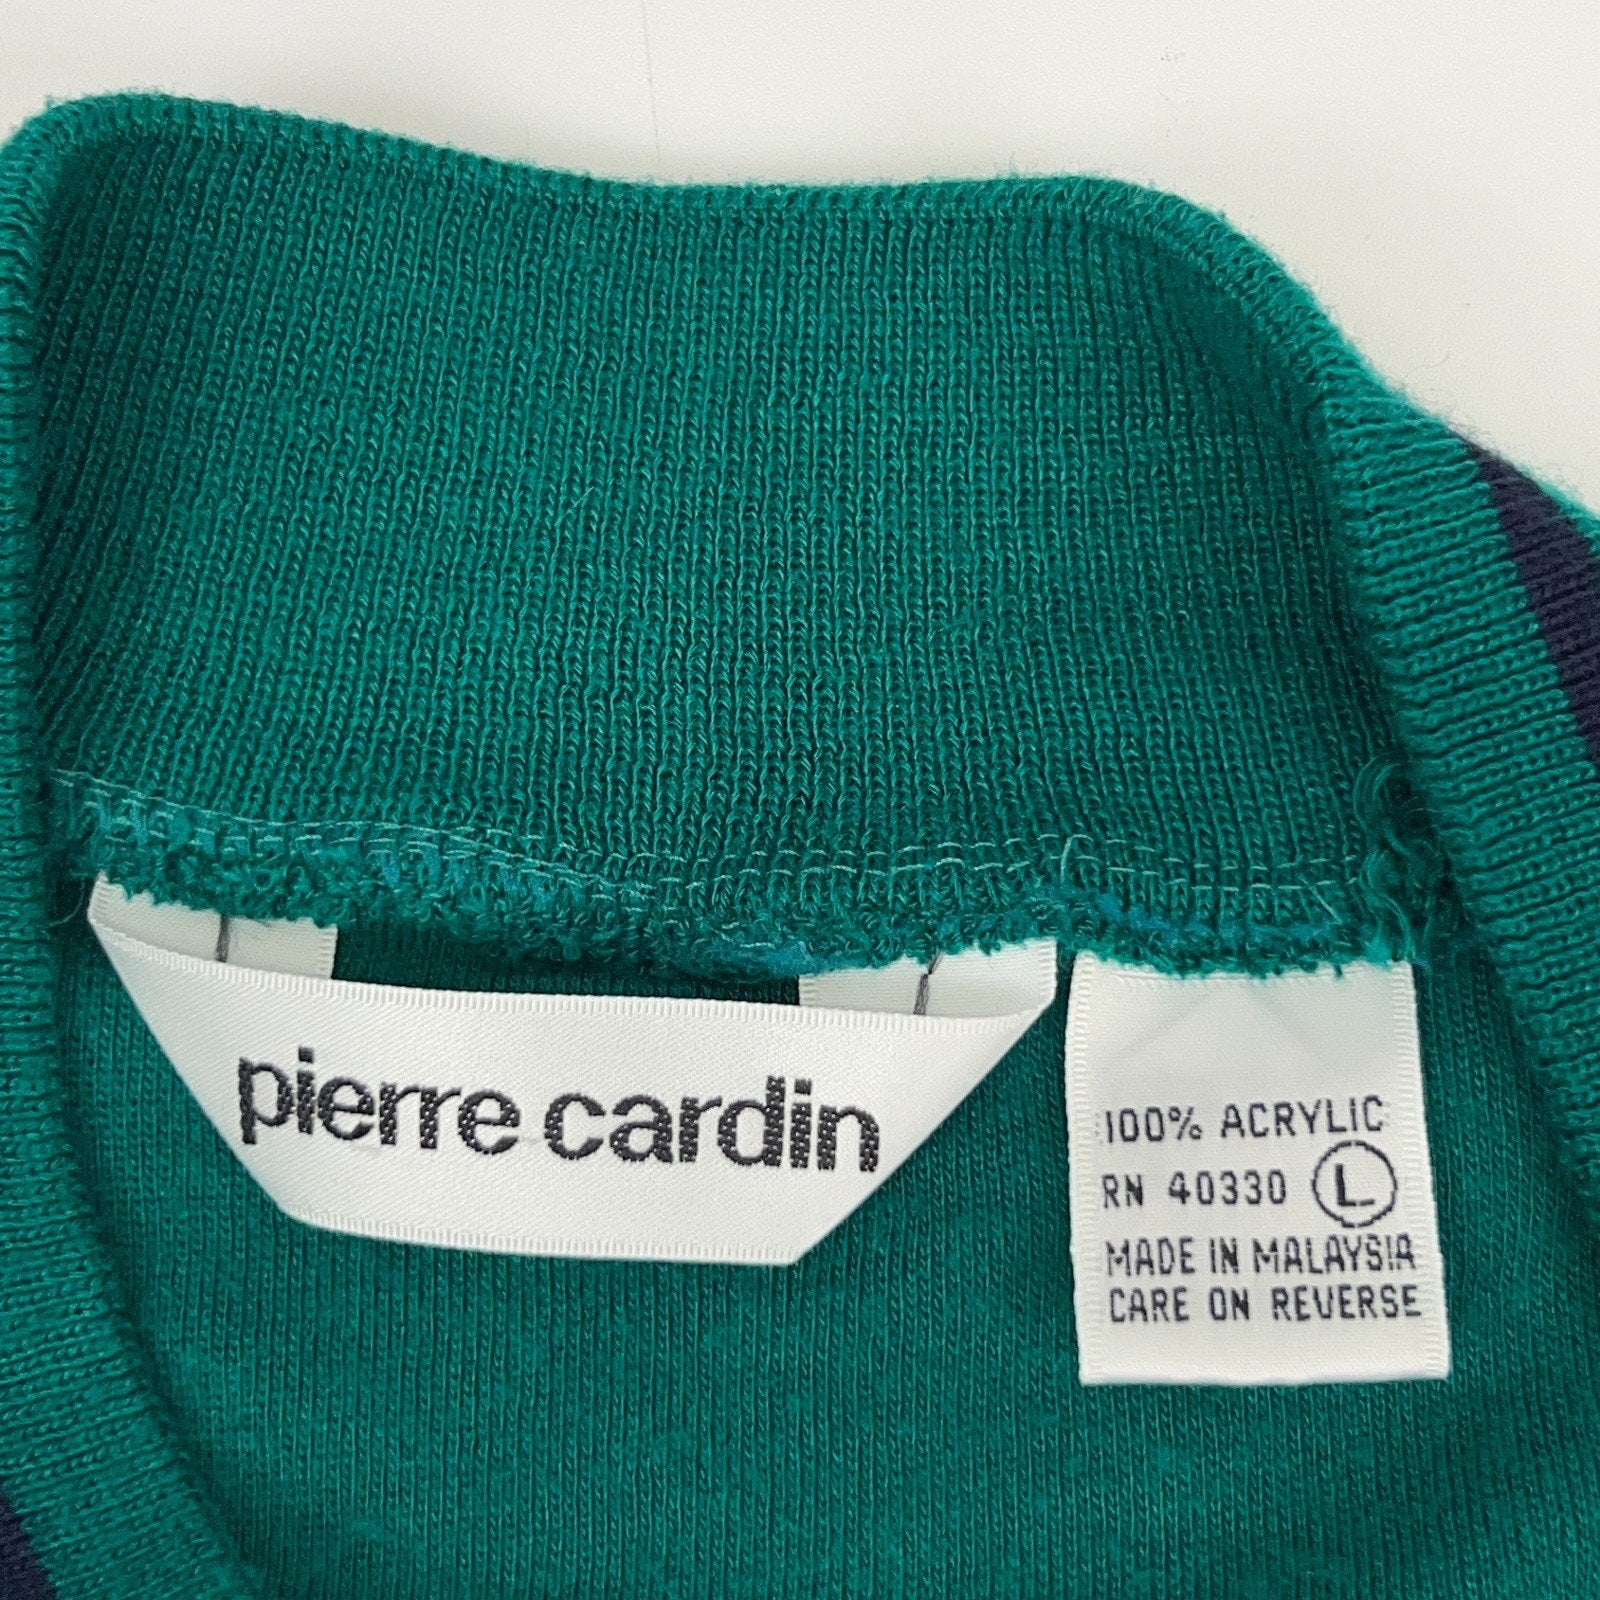 pierre cardin
100% ACRYLIC
RN 40330 L
MADE IN MALAYSIA
CARE ON REVERSE